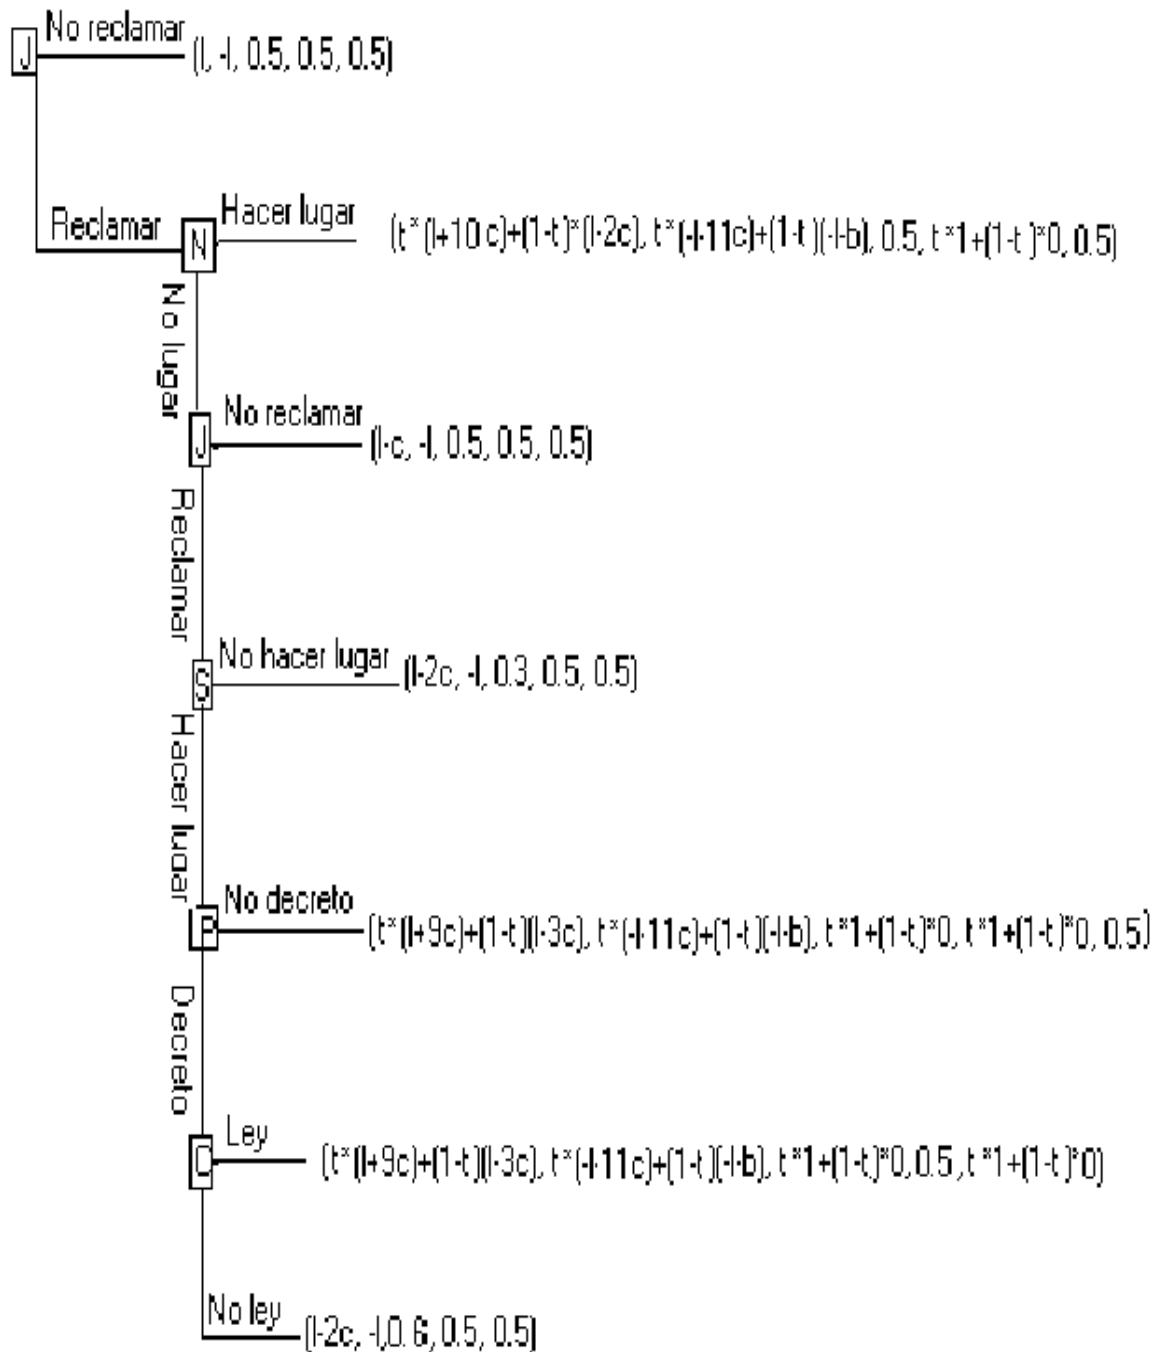 No reclamar
J (l, -l, 0.5, 0.5, 0.5)
Reclamar
N
Hacer lugar
(t*(l+10c)+(1-t)*(l-2c), t*(-l-11c)+(1-t)(-l-b), 0.5, t*1+(1-t)*0, 0.5)
No lugar
No reclamar
J (l-c, -l, 0.5, 0.5, 0.5)
Reclamar
No hacer lugar
S (l-2c, -l, 0.3, 0.5, 0.5)
Hacer lugar
No decreto
P (t*(l+9c)+(1-t)(l-3c), t*(-l-11c)+(1-t)(-l-b), t*1+(1-t)*0, t*1+(1-t)*0, 0.5)
Decreto
Ley
C (t*(l+9c)+(1-t)(l-3c), t*(-l-11c)+(1-t)(-l-b), t*1+(1-t)*0, 0.5, t*1+(1-t)*0)
No ley
(l-2c, -l, 0.6, 0.5, 0.5)